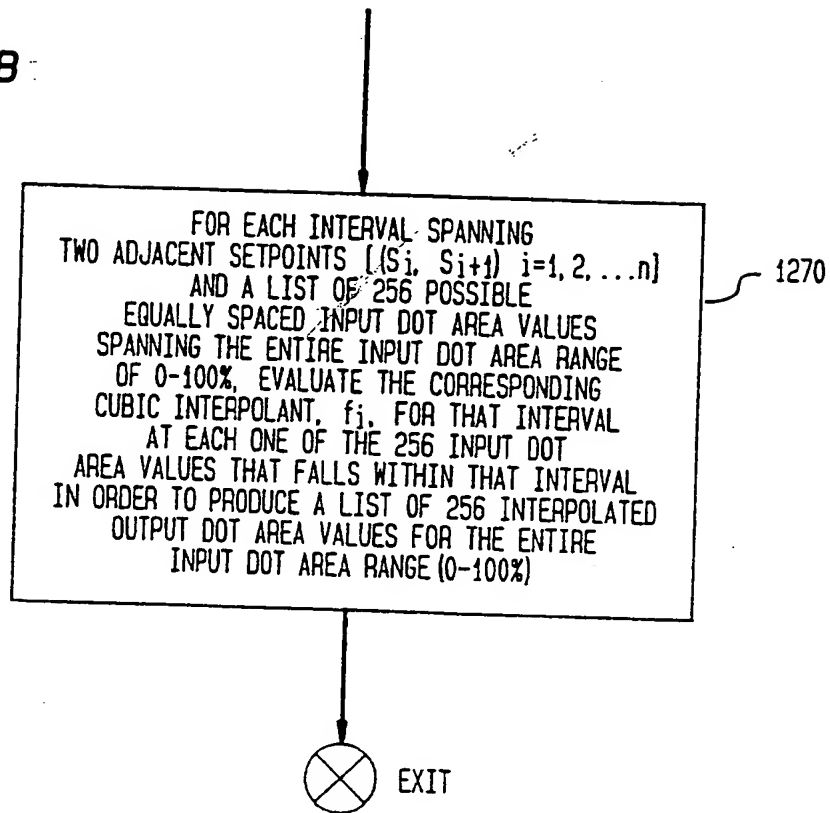 B
FOR EACH INTERVAL SPANNING
TWO ADJACENT SETPOINTS [(Si, Si+1) i=1, 2, ...n]
AND A LIST OF 256 POSSIBLE
EQUALLY SPACED INPUT DOT AREA VALUES
SPANNING THE ENTIRE INPUT DOT AREA RANGE
OF 0-100%, EVALUATE THE CORRESPONDING
CUBIC INTERPOLANT, fi, FOR THAT INTERVAL
AT EACH ONE OF THE 256 INPUT DOT
AREA VALUES THAT FALLS WITHIN THAT INTERVAL
IN ORDER TO PRODUCE A LIST OF 256 INTERPOLATED
OUTPUT DOT AREA VALUES FOR THE ENTIRE
INPUT DOT AREA RANGE (0-100%)
1270
EXIT